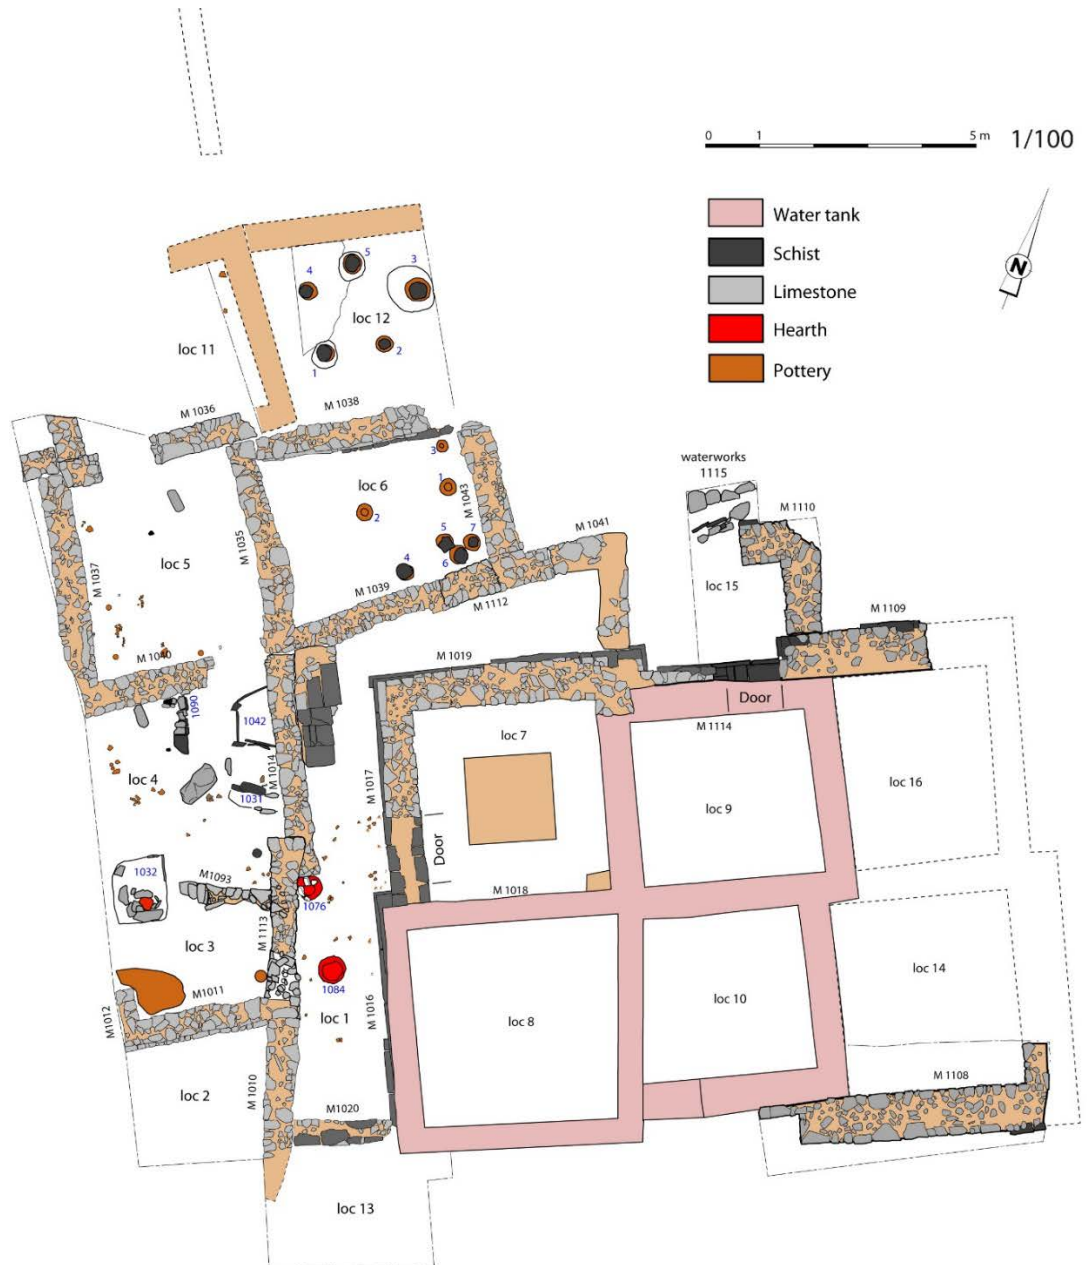 0 1 5 m 1/100
Water tank
Schist
Limestone
Hearth
Pottery
N
5
4
3
loc 12
2
1
loc 11
M 1036
M 1038
3
loc 6
1
2
M 1043
5
7
6
4
M 1035
loc 5
M 1037
M 1039
M 1041
M 1112
waterworks
1115
M 1110
loc 15
M 1109
M 1040
M 1019
1090
1042
Door
M 1114
loc 7
loc 4
M 1014
M 1017
1031
loc 9
loc 16
Door
1032
M1093
M 1018
1076
M 1113
loc 3
1084
M1011
M1012
loc 1
M 1016
loc 8
loc 10
loc 14
M 1108
loc 2
M 1010
M1020
loc 13